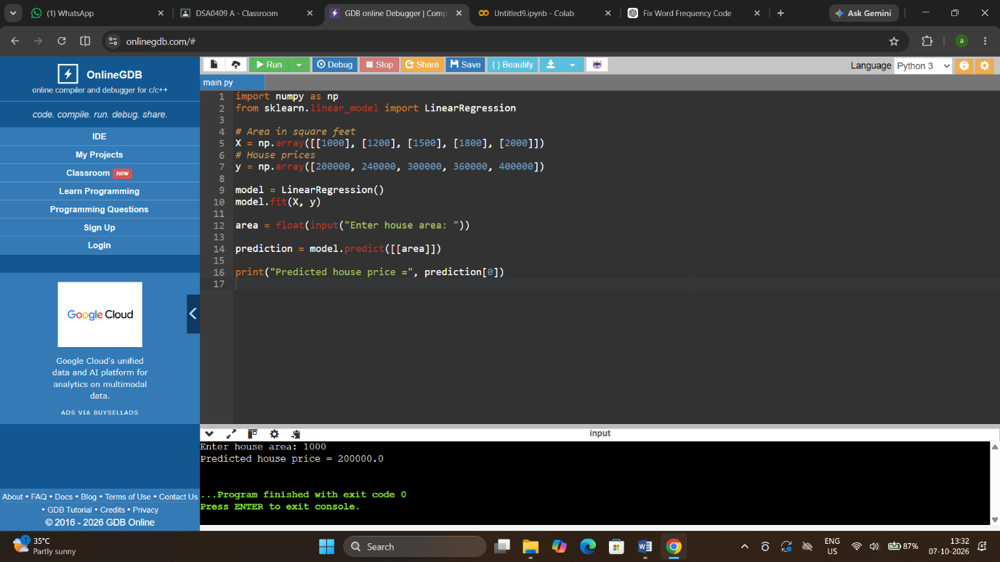 (1) WhatsApp
DSA0409 A - Classroom
GDB online Debugger | Comp
Untitled9.ipynb - Colab
Fix Word Frequency Code
Ask Gemini
onlinegdb.com/#
a
OnlineGDB
online compiler and debugger for c/c++
code. compile. run. debug. share.
IDE
My Projects
Classroom new
Learn Programming
Programming Questions
Sign Up
Login
Google Cloud
Google Cloud's unified
data and AI platform for
analytics on multimodal
data.
ADS VIA BUYSELLADS
About • FAQ • Docs • Blog • Terms of Use • Contact Us
• GDB Tutorial • Credits • Privacy
© 2016 - 2026 GDB Online
Run Debug Stop Share Save { } Beautify
Language Python 3
main.py
1 import numpy as np
2 from sklearn.linear_model import LinearRegression
3
4 # Area in square feet
5 X = np.array([[1000], [1200], [1500], [1800], [2000]])
6 # House prices
7 y = np.array([200000, 240000, 300000, 360000, 400000])
8
9 model = LinearRegression()
10 model.fit(X, y)
11
12 area = float(input("Enter house area: "))
13
14 prediction = model.predict([[area]])
15
16 print("Predicted house price =", prediction[0])
17
input
Enter house area: 1000
Predicted house price = 200000.0
...Program finished with exit code 0
Press ENTER to exit console.
1
35°C
Partly sunny
Search
ENG
US
87%
13:32
07-10-2026